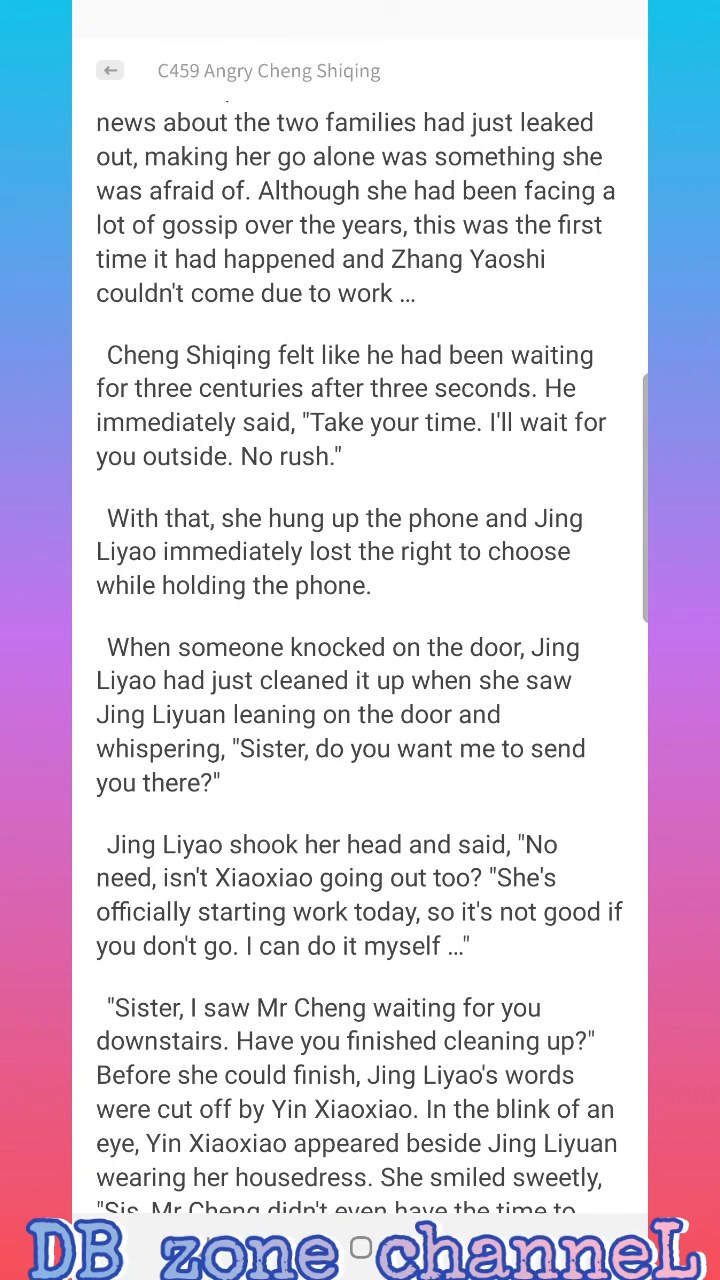 C459 Angry Cheng Shiqing
news about the two families had just leaked
out, making her go alone was something she
was afraid of. Although she had been facing a
lot of gossip over the years, this was the first
time it had happened and Zhang Yaoshi
couldn't come due to work ...
Cheng Shiqing felt like he had been waiting
for three centuries after three seconds. He
immediately said, "Take your time. I'll wait for
you outside. No rush."
With that, she hung up the phone and Jing
Liyao immediately lost the right to choose
while holding the phone.
When someone knocked on the door, Jing
Liyao had just cleaned it up when she saw
Jing Liyuan leaning on the door and
whispering, "Sister, do you want me to send
you there?"
Jing Liyao shook her head and said, "No
need, isn't Xiaoxiao going out too? "She's
officially starting work today, so it's not good if
you don't go. I can do it myself ..."
"Sister, I saw Mr Cheng waiting for you
downstairs. Have you finished cleaning up?"
Before she could finish, Jing Liyao's words
were cut off by Yin Xiaoxiao. In the blink of an
eye, Yin Xiaoxiao appeared beside Jing Liyuan
wearing her housedress. She smiled sweetly,
"Sis, Mr Cheng didn't even have the time to
DB zone channeL